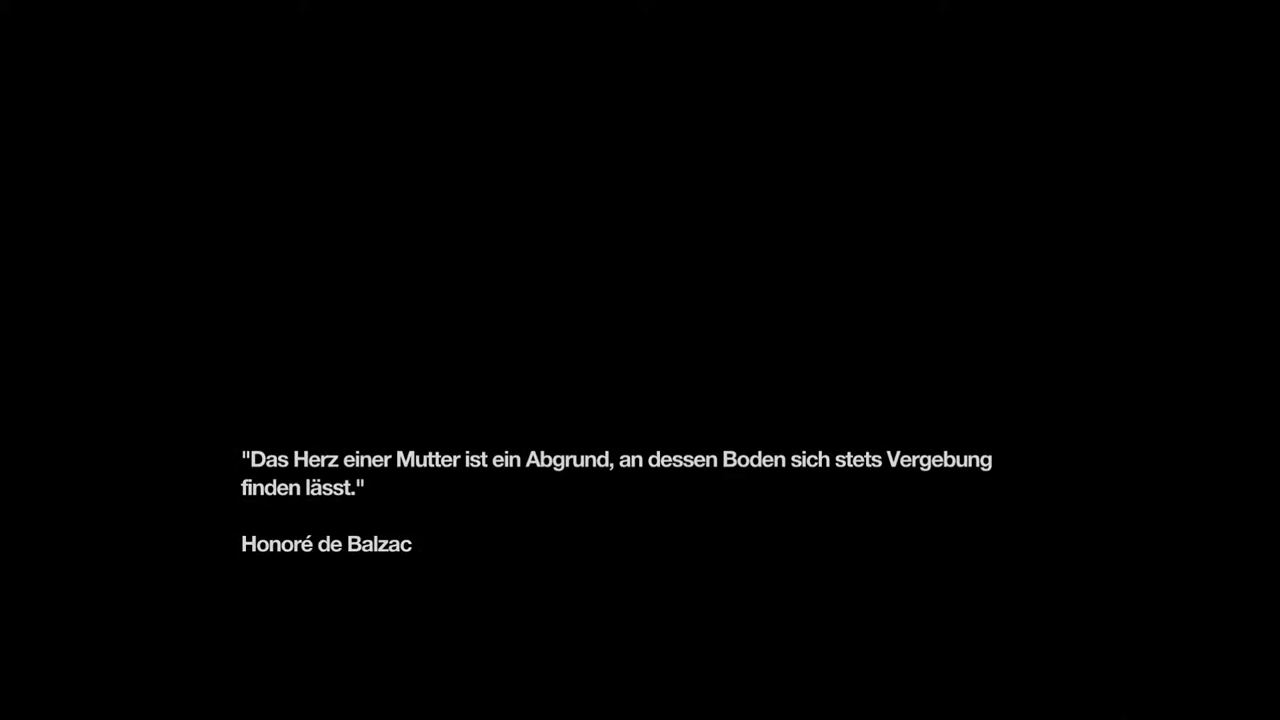 "Das Herz einer Mutter ist ein Abgrund, an dessen Boden sich stets Vergebung
finden lässt."
Honoré de Balzac